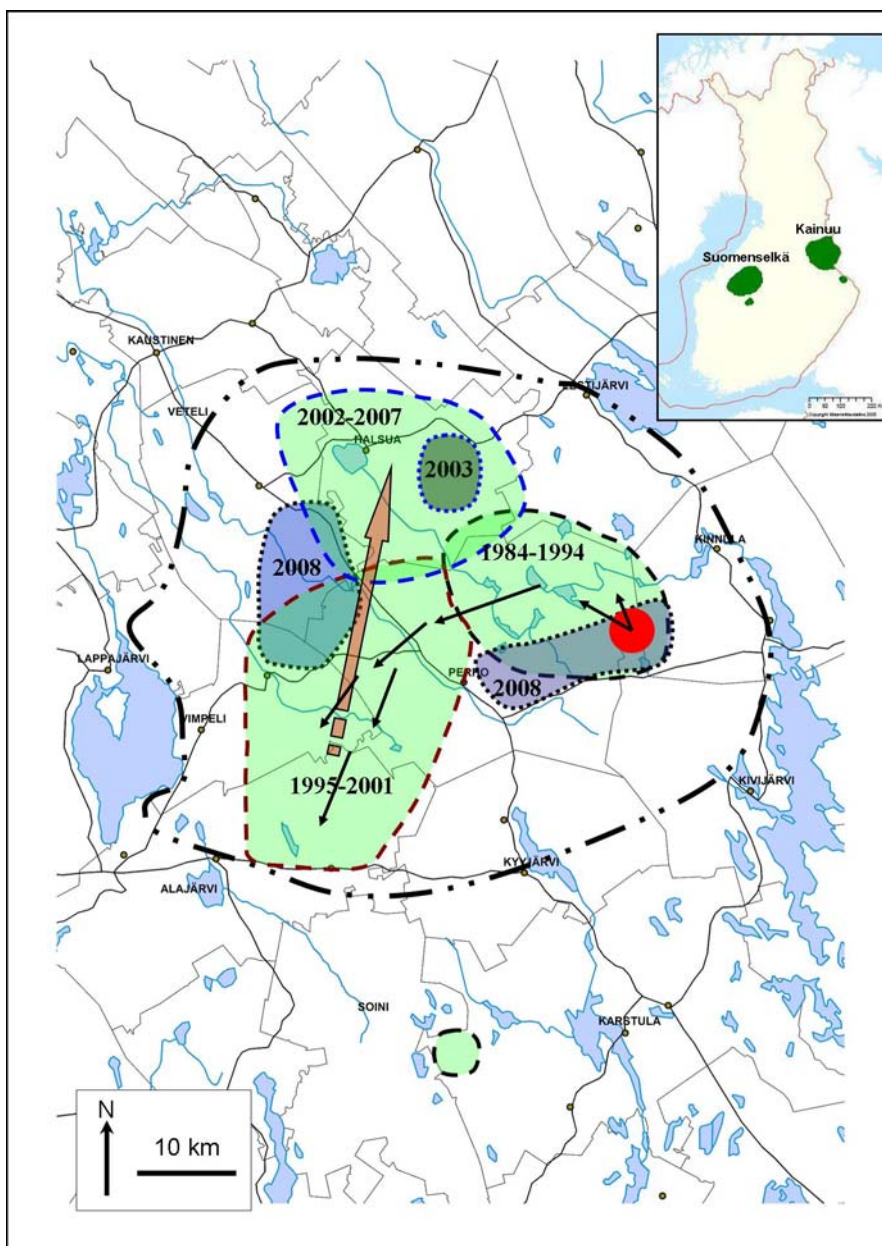 Kainuu
Suomenselkä
KAUSTINEN
LESTIJÄRVI
VETELI
2002-2007
HALSUA
2003
1984-1994
KINNULA
2008
LAPPAJÄRVI
PERHO
2008
VIMPELI
1995-2001
KIVIJÄRVI
KYYJÄRVI
ALAJÄRVI
SOINI
KARSTULA
N
10 km